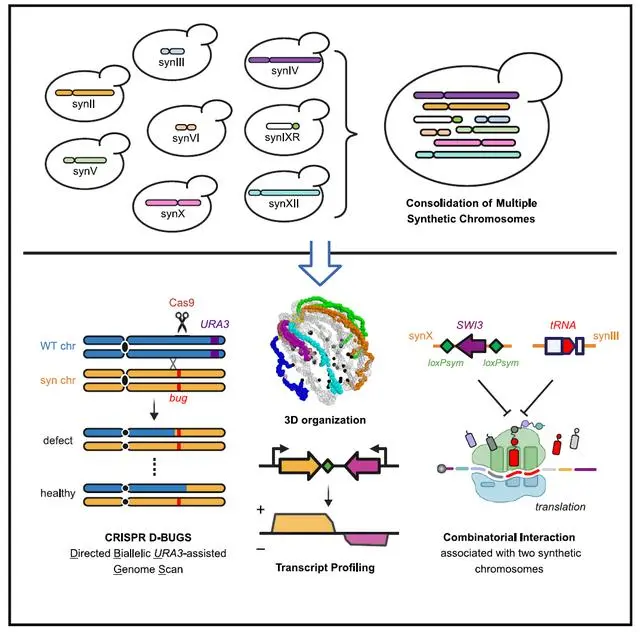 synIII
synIV
synII
synVI
synIXR
synV
synX
synXII
Consolidation of Multiple
Synthetic Chromosomes
Cas9
URA3
WT chr
syn chr
bug
defect
healthy
CRISPR D-BUGS
Directed Biallelic URA3-assisted
Genome Scan
3D organization
+
−
Transcript Profiling
synX
SWI3
tRNA
synIII
loxPsym
loxPsym
translation
Combinatorial Interaction
associated with two synthetic
chromosomes